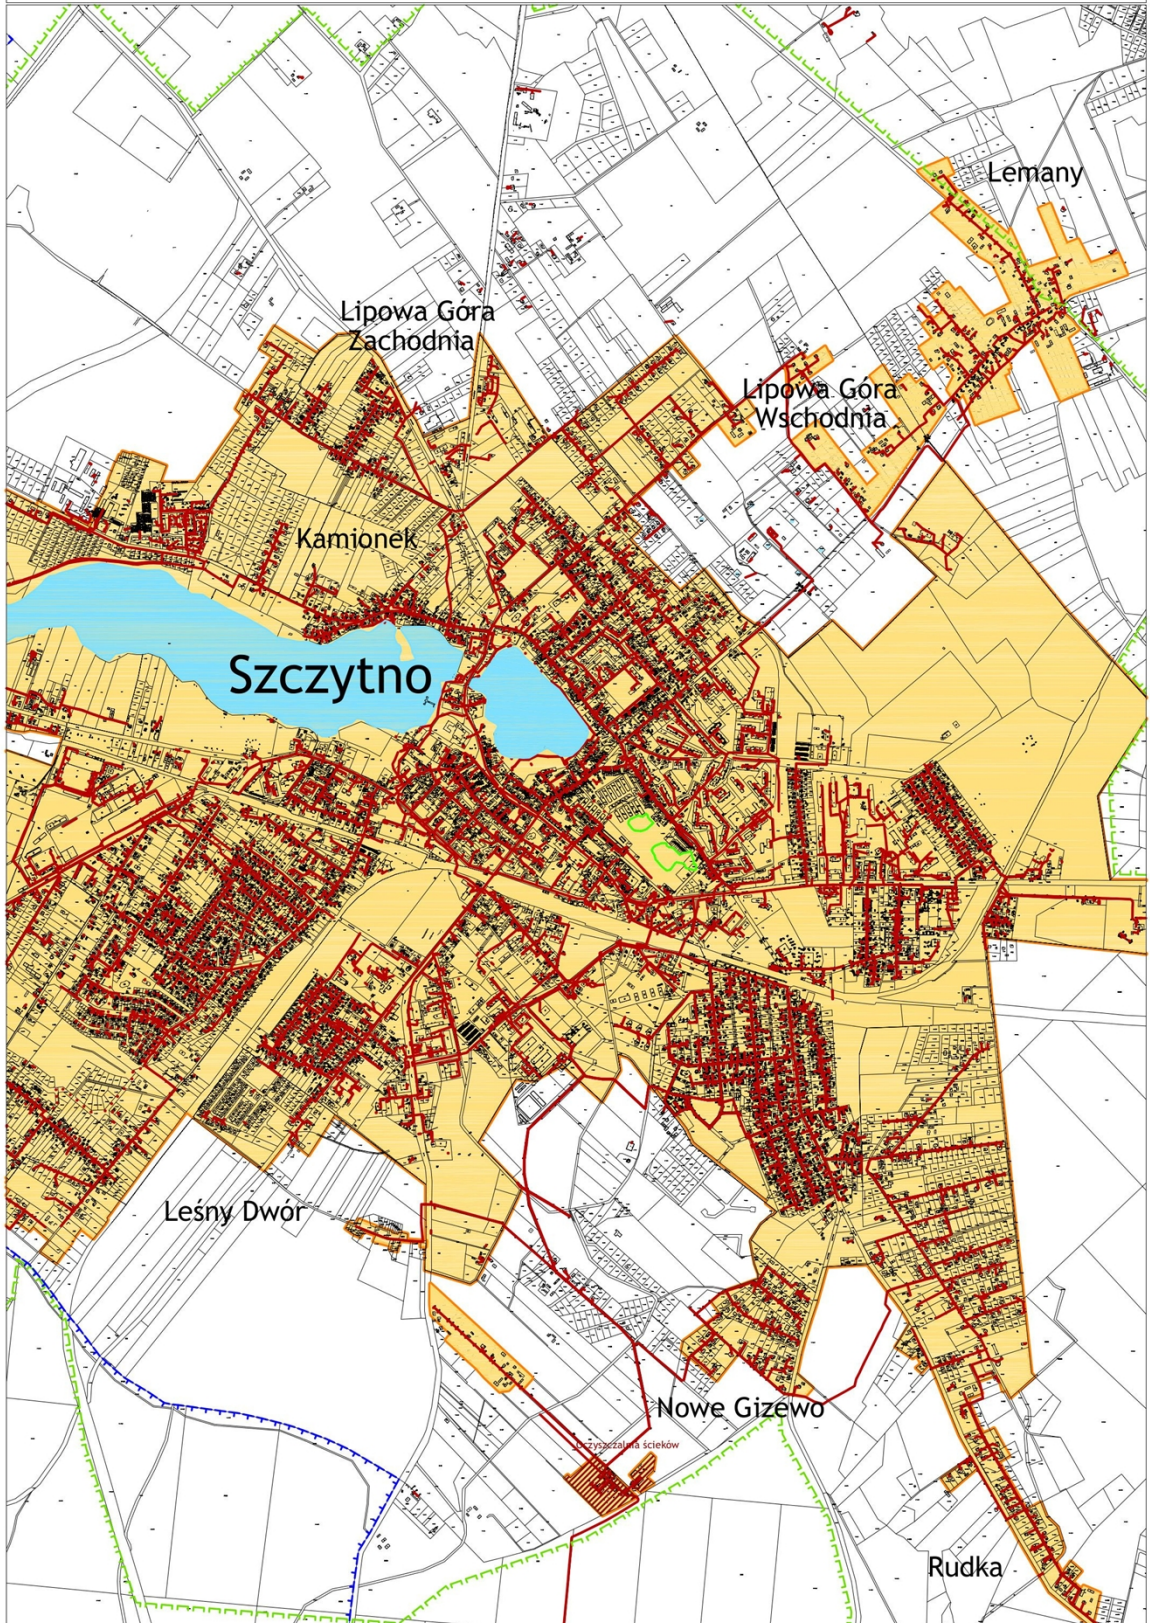 Lemany
Lipowa Góra
Zachodnia
Lipowa Góra
Wschodnia
Kamionek
Szczytno
Leśny Dwór
Nowe Gizewo
Oczyszczalnia ścieków
Rudka